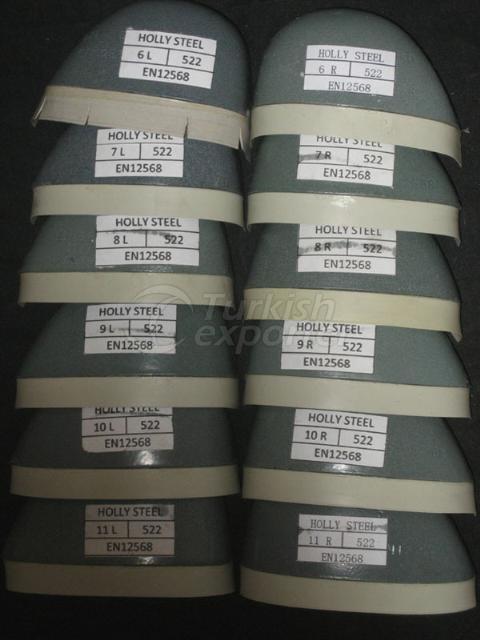 HOLLY STEEL
6 L 522
EN12568
HOLLY STEEL
6 R 522
EN12568
HOLLY STEEL
7 L 522
EN12568
HOLLY STEEL
7 R 522
EN12568
HOLLY STEEL
8 L 522
EN12568
HOLLY STEEL
8 R 522
EN12568
Turkish
exporter
HOLLY STEEL
9 L 522
EN12568
HOLLY STEEL
9 R 522
EN12568
HOLLY STEEL
10 L 522
EN12568
HOLLY STEEL
10 R 522
EN12568
HOLLY STEEL
11 L 522
EN12568
HOLLY STEEL
11 R 522
EN12568